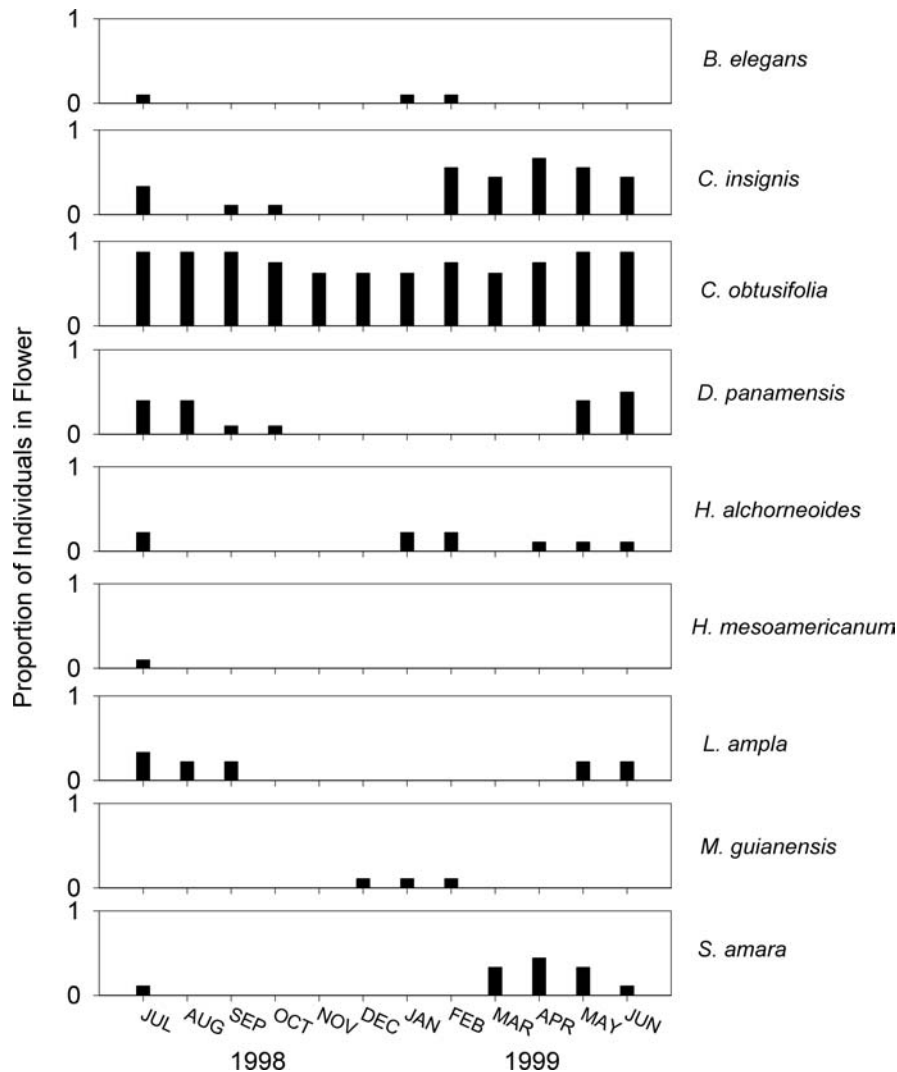 Proportion of Individuals in Flower
1
0
B. elegans
1
0
C. insignis
1
0
C. obtusifolia
1
0
D. panamensis
1
0
H. alchorneoides
1
0
H. mesoamericanum
1
0
L. ampla
1
0
M. guianensis
1
0
S. amara
JUL AUG SEP OCT NOV DEC JAN FEB MAR APR MAY JUN
1998 1999